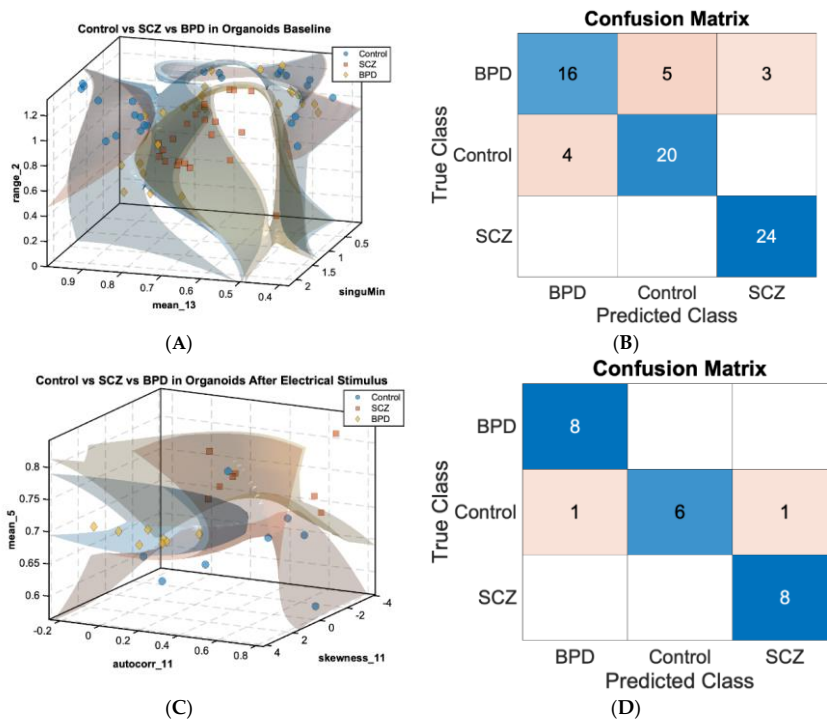 Control vs SCZ vs BPD in Organoids Baseline
Control
SCZ
BPD
range_2
1.2
1
0.8
0.6
0.4
0.2
0
0.9
0.8
0.7
0.6
0.5
0.4
mean_13
2
1.5
1
0.5
singuMin
(A)
Confusion Matrix
True Class
BPD
16
5
3
Control
4
20
SCZ
24
BPD
Control
SCZ
Predicted Class
(B)
Control vs SCZ vs BPD in Organoids After Electrical Stimulus
Control
SCZ
BPD
mean_5
0.8
0.75
0.7
0.65
0.6
-0.2
0
0.2
0.4
0.6
0.8
autocorr_11
4
2
0
-2
-4
skewness_11
(C)
Confusion Matrix
True Class
BPD
8
Control
1
6
1
SCZ
8
BPD
Control
SCZ
Predicted Class
(D)